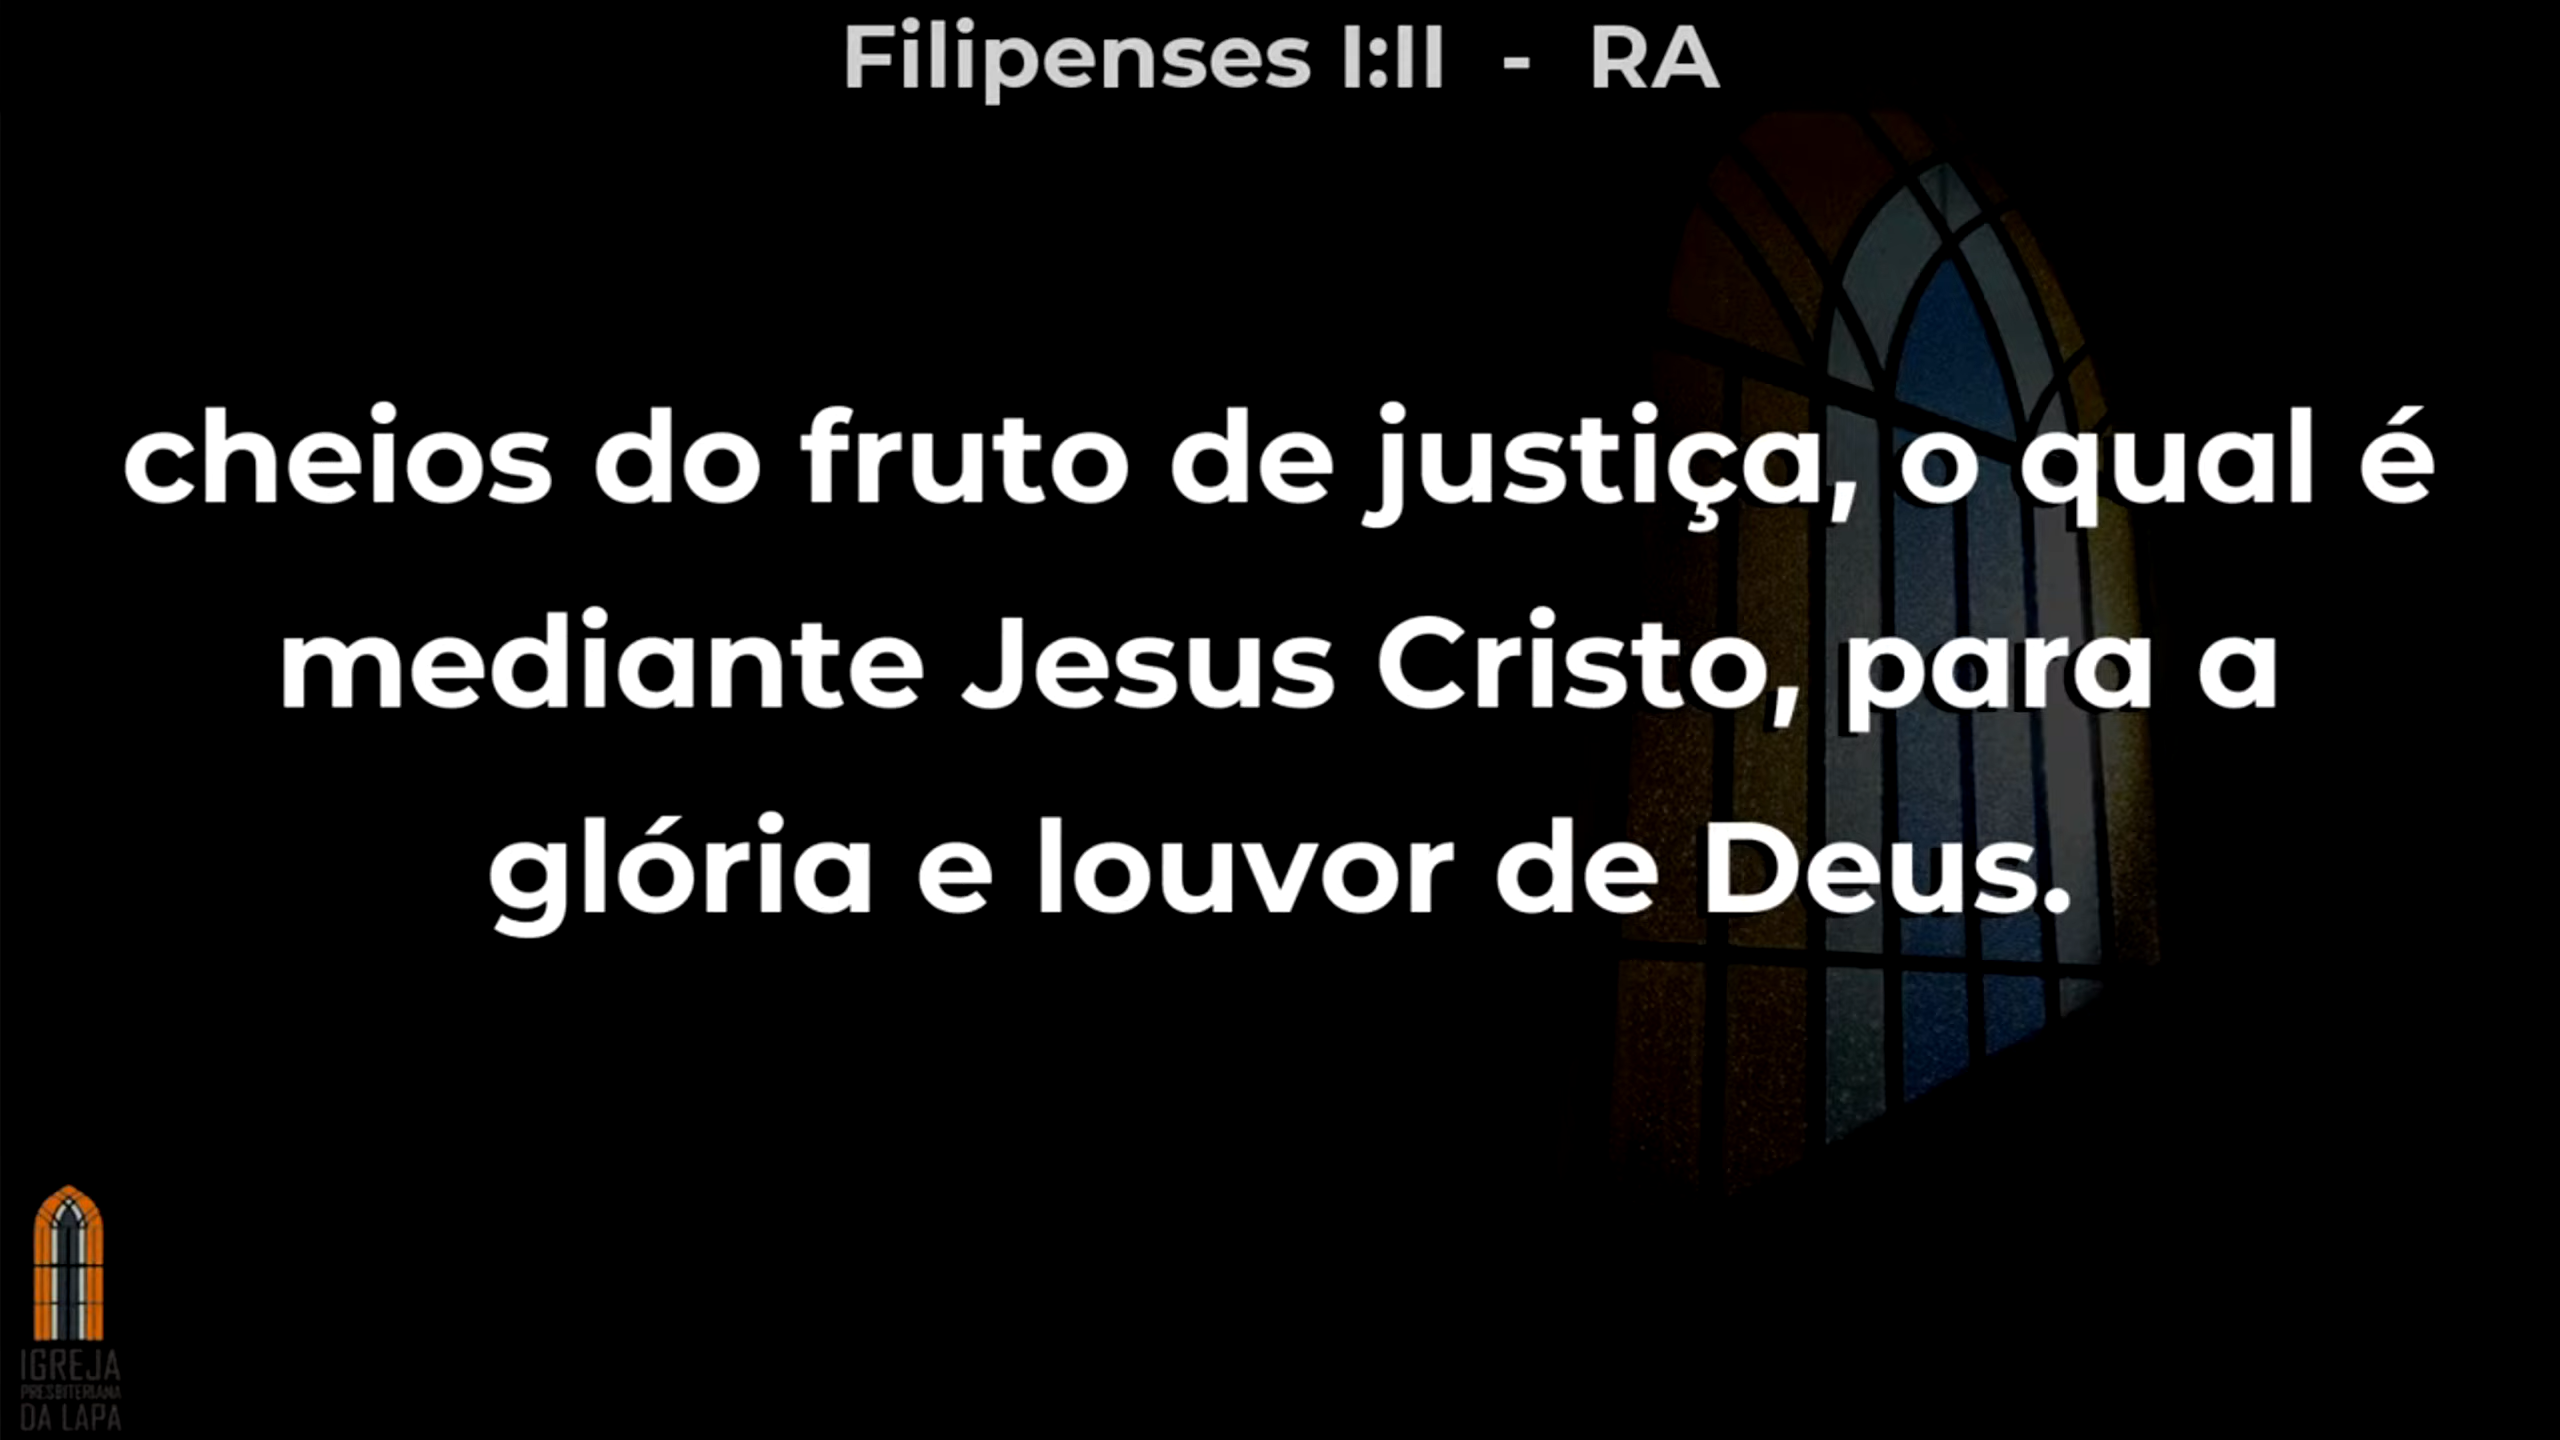 Filipenses I:II - RA
cheios do fruto de justiça, o qual é
mediante Jesus Cristo, para a
glória e louvor de Deus.
IGREJA
PRESBITERIANA
DA LAPA